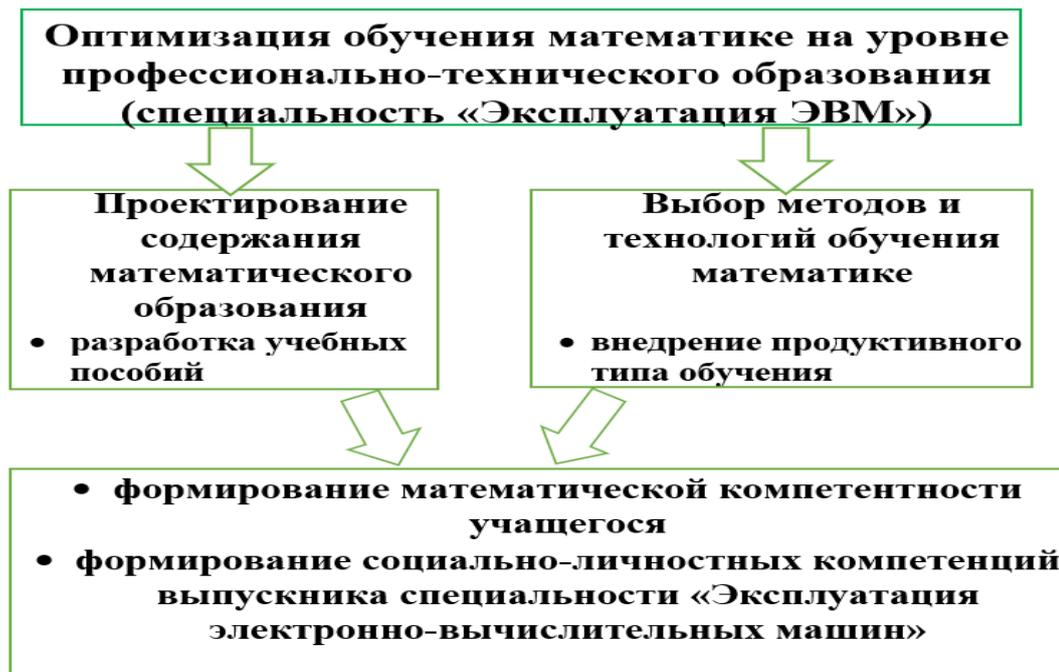 Оптимизация обучения математике на уровне
профессионально-технического образования
(специальность «Эксплуатация ЭВМ»)
Проектирование
содержания
математического
образования
• разработка учебных
пособий
Выбор методов и
технологий обучения
математике
• внедрение продуктивного
типа обучения
• формирование математической компетентности
учащегося
• формирование социально-личностных компетенций
выпускника специальности «Эксплуатация
электронно-вычислительных машин»